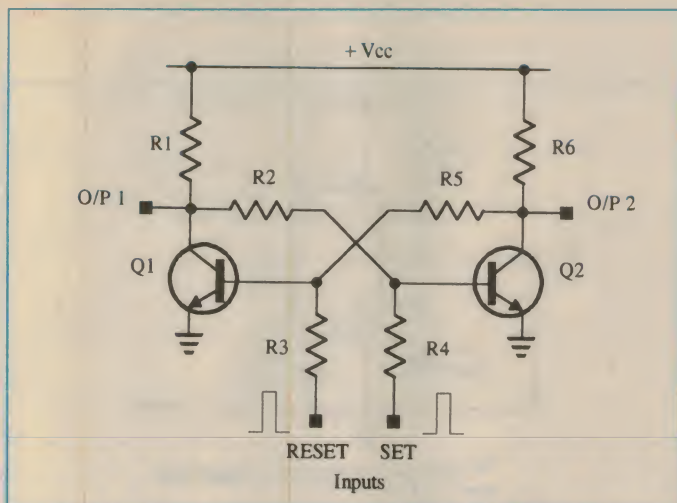 + Vcc
R1
R6
R2
R5
O/P 1
O/P 2
Q1
Q2
R3
R4
RESET
SET
Inputs